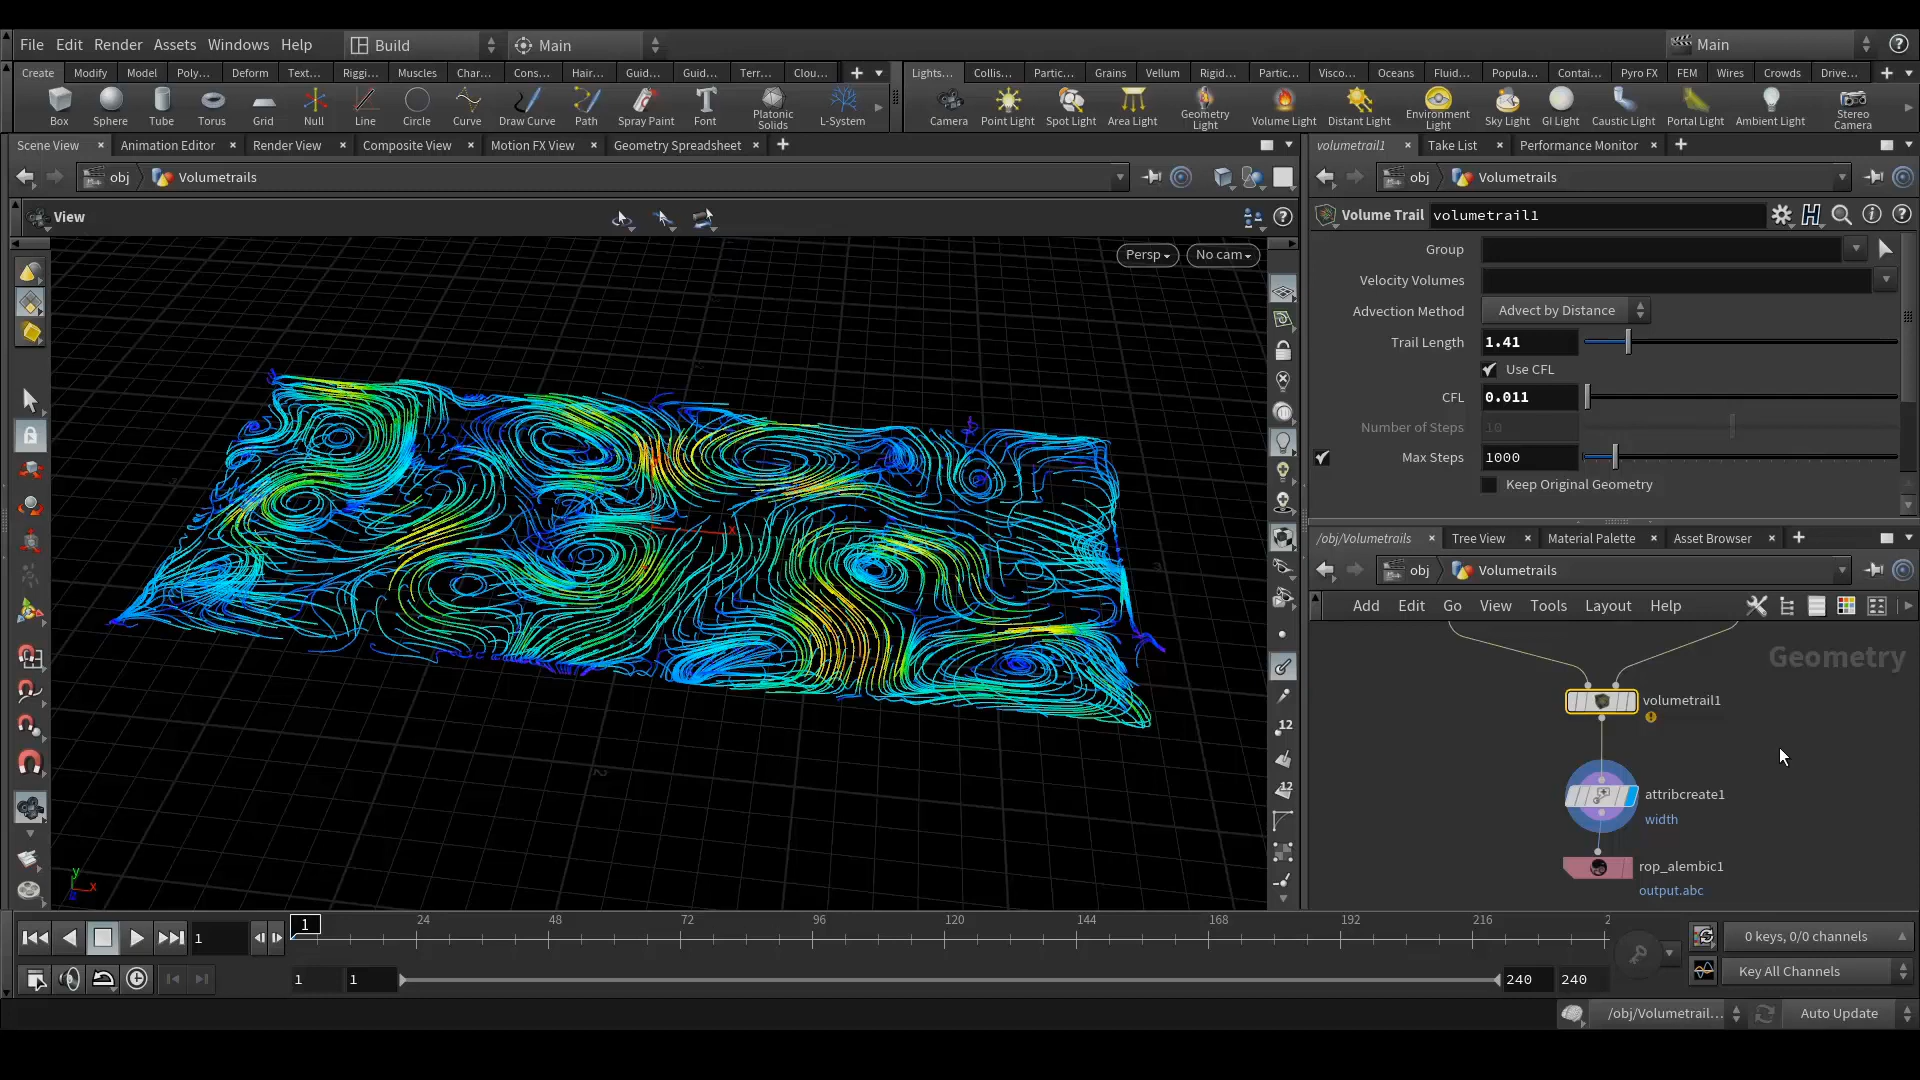 File Edit Render Assets Windows Help Build Main Main
Create Modify Model Poly... Deform Text... Riggi... Muscles Char... Cons... Hair... Guid... Guid... Terr... Clou... Lights... Collis... Partic... Grains Vellum Rigid... Partic... Visco... Oceans Fluid... Popula... Contai... Pyro FX FEM Wires Crowds Drive...
Box Sphere Tube Torus Grid Null Line Circle Curve Draw Curve Path Spray Paint Font Platonic Solids L-System Camera Point Light Spot Light Area Light Geometry Light Volume Light Distant Light Environment Light Sky Light GI Light Caustic Light Portal Light Ambient Light Stereo Camera
Scene View Animation Editor Render View Composite View Motion FX View Geometry Spreadsheet
obj Volumetrails
View
Persp No cam
volumetrail1 Take List Performance Monitor
obj Volumetrails
Volume Trail volumetrail1
Group
Velocity Volumes
Advection Method Advect by Distance
Trail Length 1.41
Use CFL
CFL 0.011
Number of Steps 10
Max Steps 1000
Keep Original Geometry
/obj/Volumetrails Tree View Material Palette Asset Browser
obj Volumetrails
Add Edit Go View Tools Layout Help
Geometry
volumetrail1
attribcreate1
width
rop_alembic1
output.abc
x
y
x
12
12
1 1 24 48 72 96 120 144 168 192 216 2
0 keys, 0/0 channels
1 1 240 240 Key All Channels
/obj/Volumetrail... Auto Update